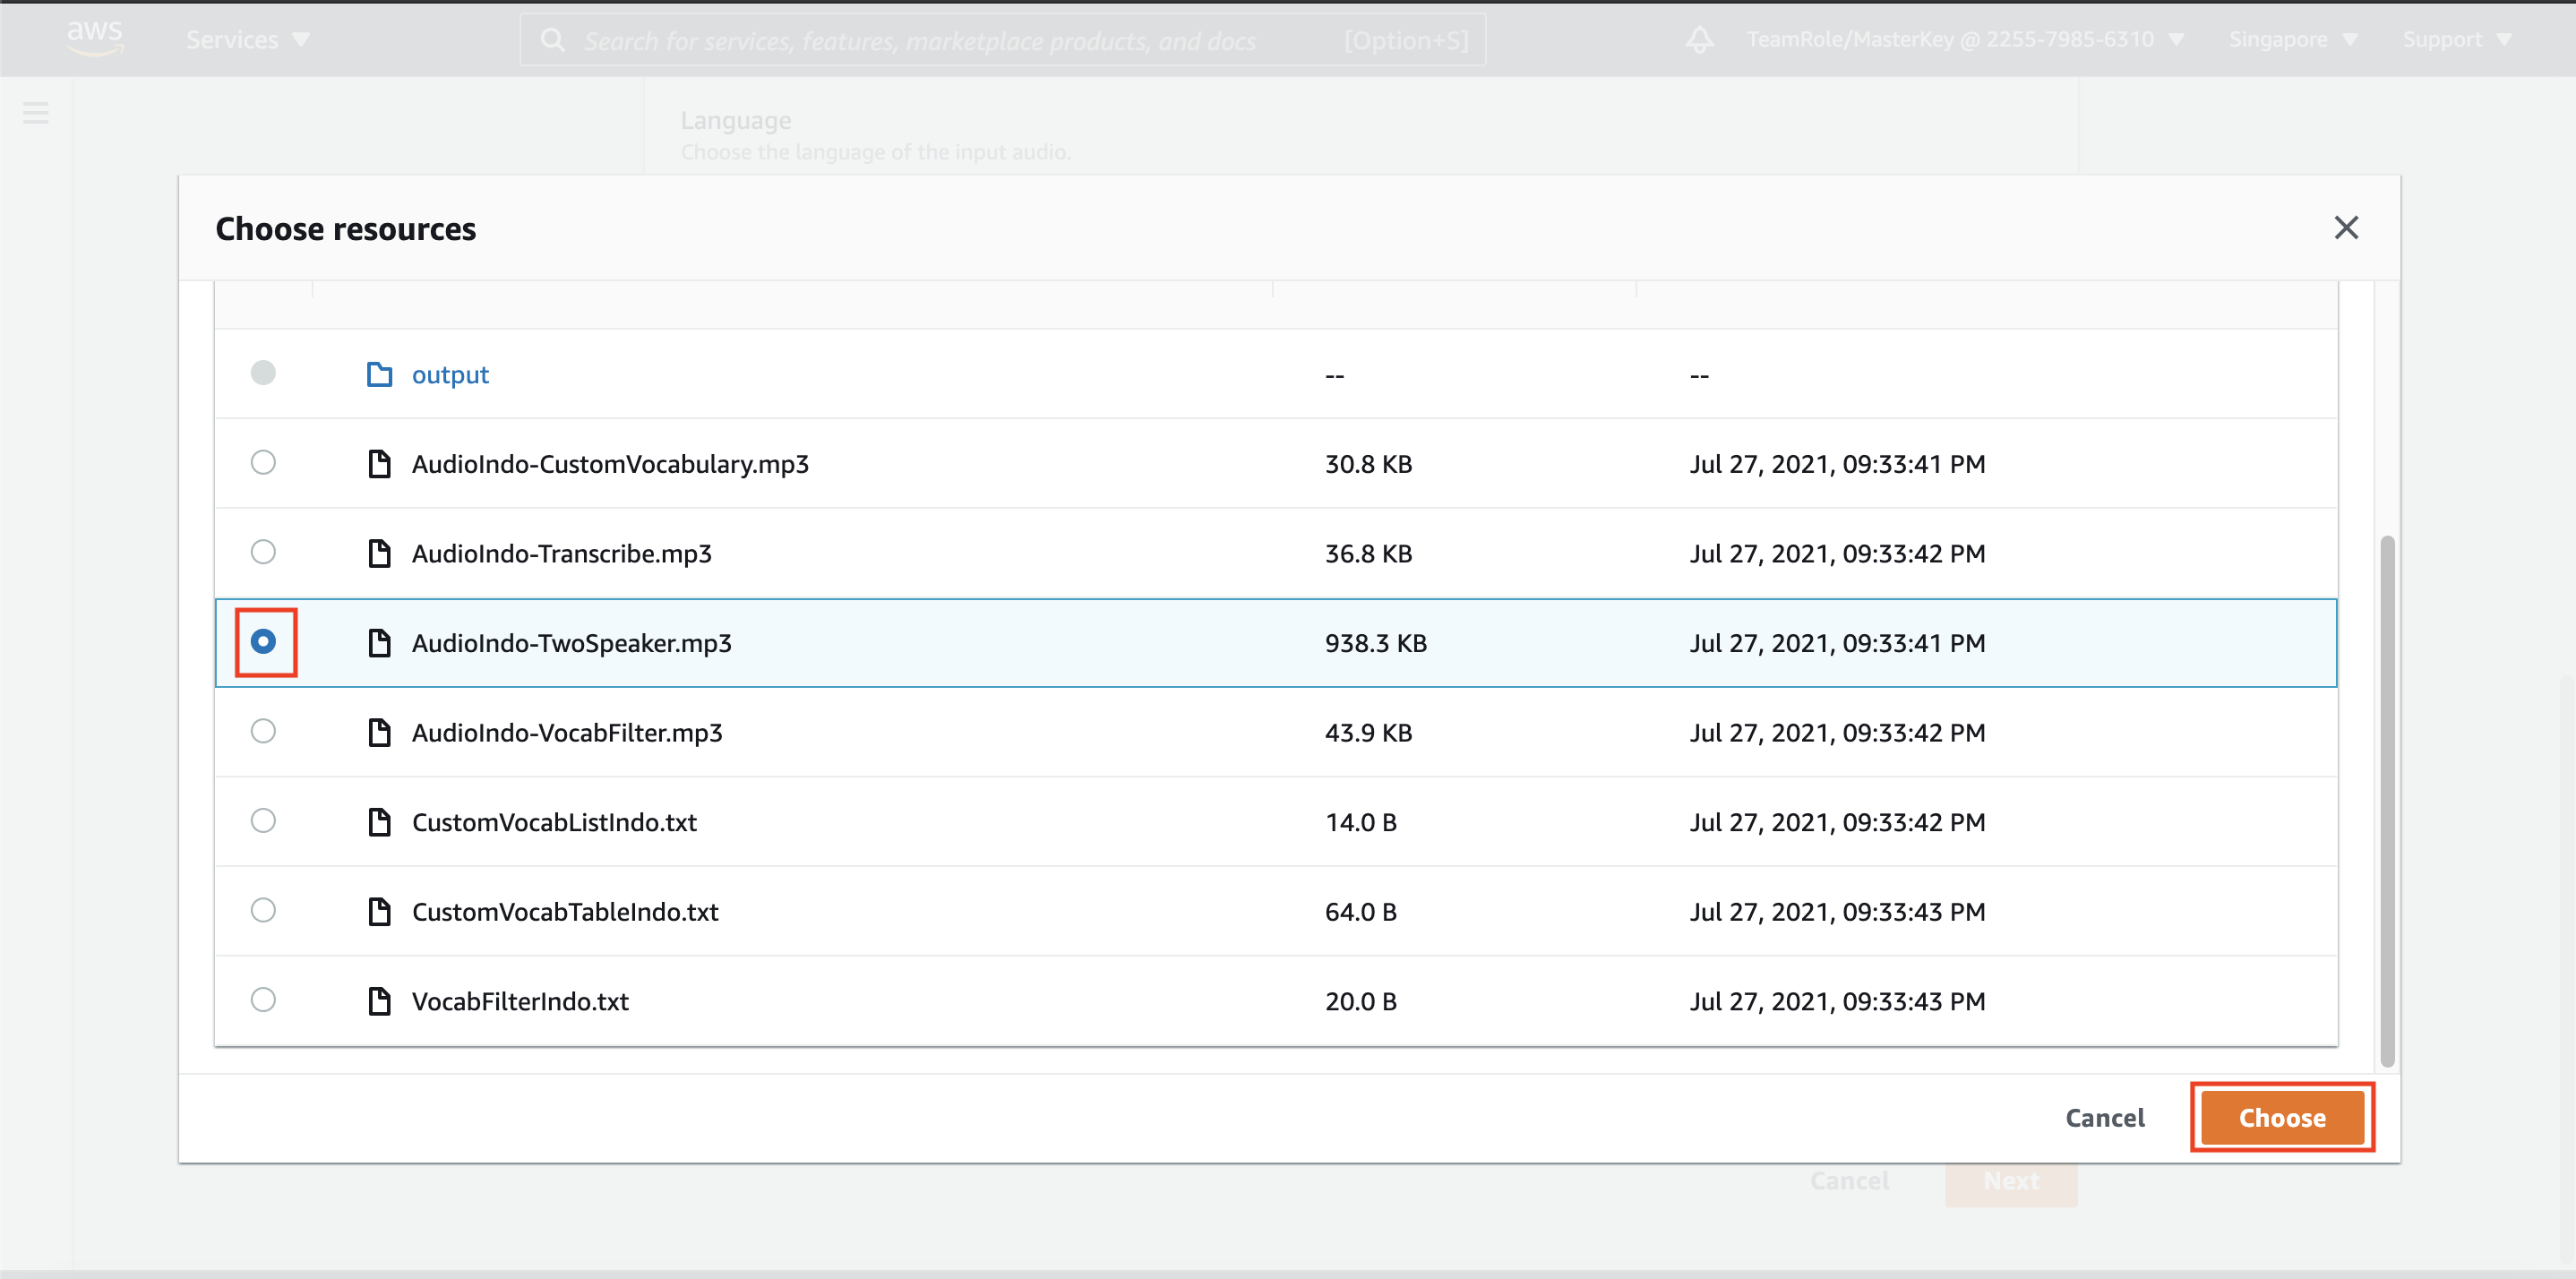 aws Services Search for services, features, marketplace products, and docs [Option+S] TeamRole/MasterKey @ 2255-7985-6310 Singapore Support
Language
Choose the language of the input audio.
Choose resources
output -- --
AudioIndo-CustomVocabulary.mp3 30.8 KB Jul 27, 2021, 09:33:41 PM
AudioIndo-Transcribe.mp3 36.8 KB Jul 27, 2021, 09:33:42 PM
AudioIndo-TwoSpeaker.mp3 938.3 KB Jul 27, 2021, 09:33:41 PM
AudioIndo-VocabFilter.mp3 43.9 KB Jul 27, 2021, 09:33:42 PM
CustomVocabListIndo.txt 14.0 B Jul 27, 2021, 09:33:42 PM
CustomVocabTableIndo.txt 64.0 B Jul 27, 2021, 09:33:43 PM
VocabFilterIndo.txt 20.0 B Jul 27, 2021, 09:33:43 PM
Cancel Choose
Cancel Next